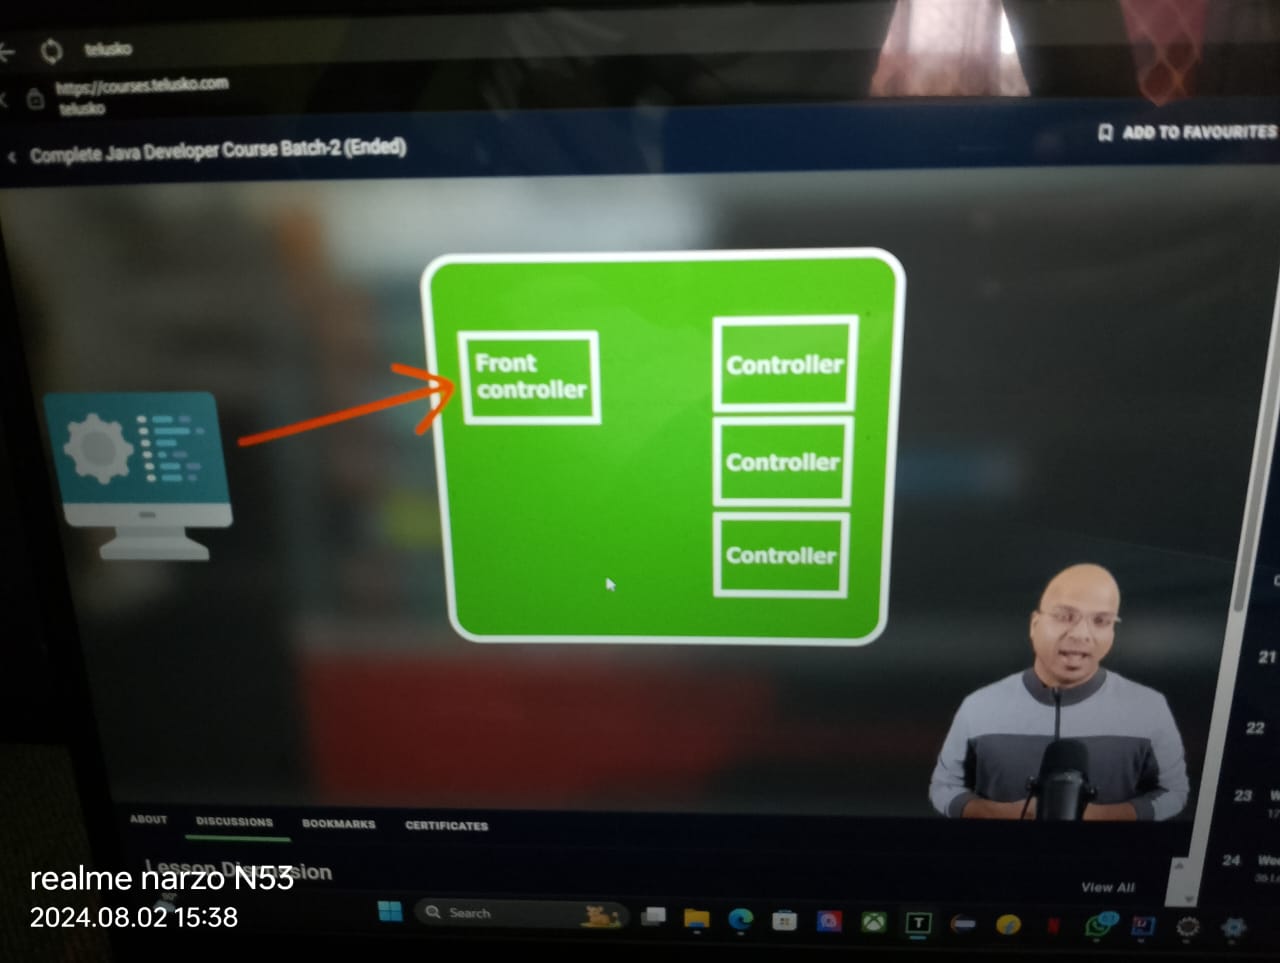 telusko
https://courses.telusko.com
telusko
Complete Java Developer Course Batch-2 (Ended)
ADD TO FAVOURITES
Front
controller
Controller
Controller
Controller
21
22
23
24
ABOUT
DISCUSSIONS
BOOKMARKS
CERTIFICATES
Lesson Discussion
View All
Search
realme narzo N53
2024.08.02 15:38